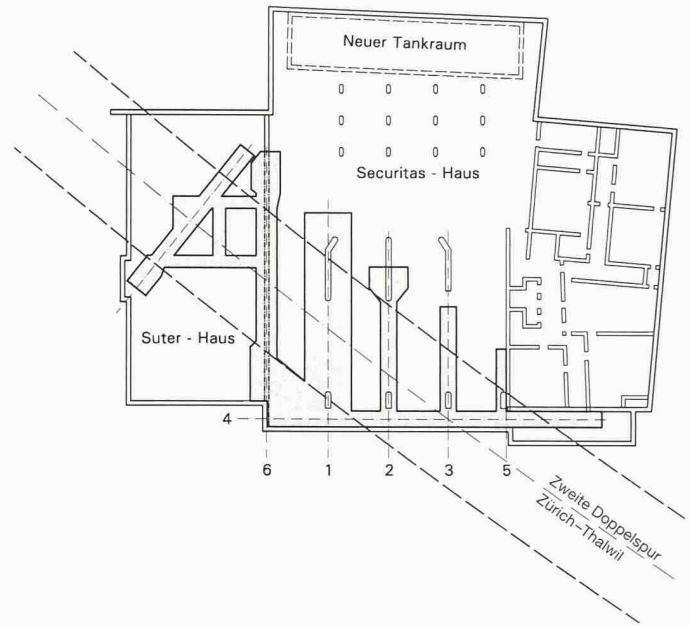 Neuer Tankraum
Securitas - Haus
Suter - Haus
4
6 1 2 3 5
Zweite Doppelspur
Zürich-Thalwil